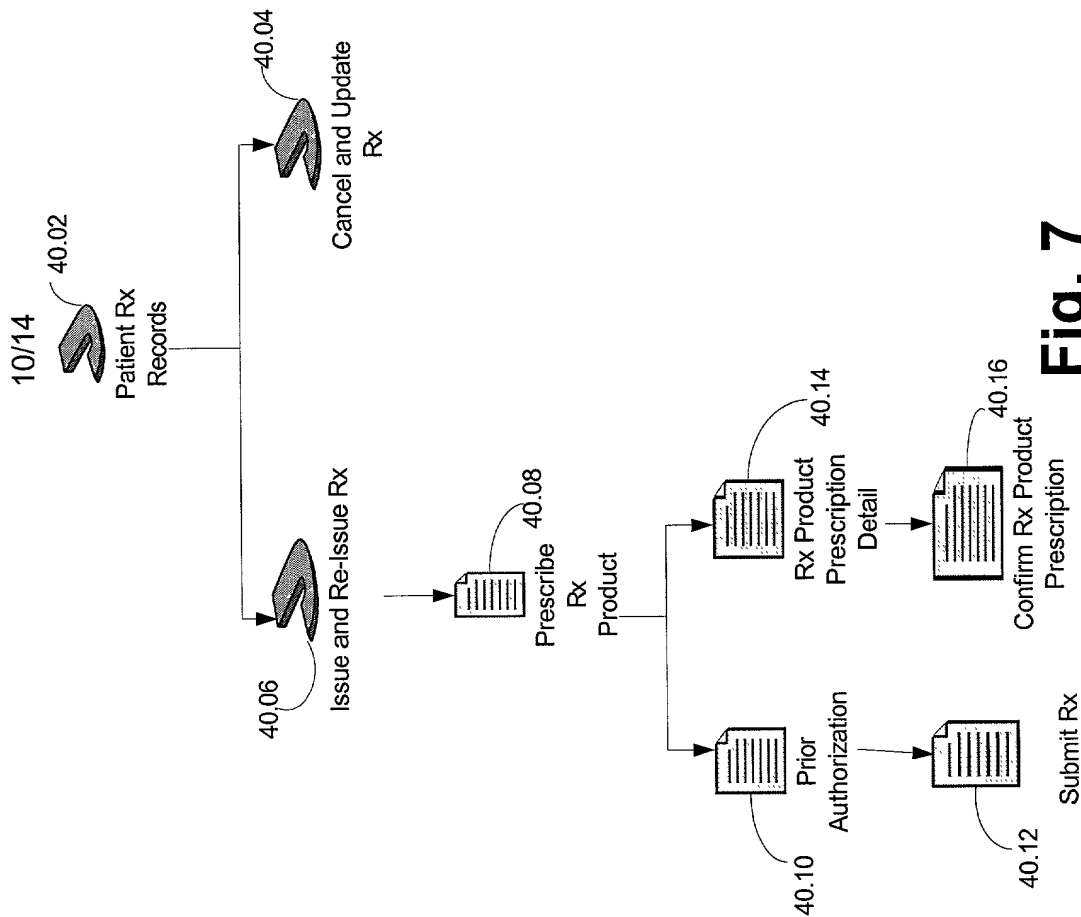 10/14
40.02
Patient Rx
Records
40.04
Cancel and Update
Rx
40.06
Issue and Re-Issue Rx
40.08
Prescribe
Rx
Product
40.10
Prior
Authorization
40.14
Rx Product
Prescription
Detail
40.12
Submit Rx
40.16
Confirm Rx Product
Prescription
Fig. 7